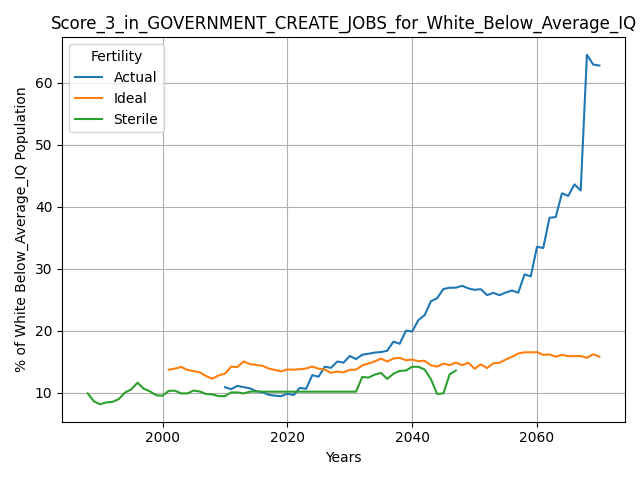 Score_3_in_GOVERNMENT_CREATE_JOBS_for_White_Below_Average_IQ
Fertility
Actual
Ideal
Sterile
% of White Below_Average_IQ Population
60
50
40
30
20
10
2000
2020
2040
2060
Years